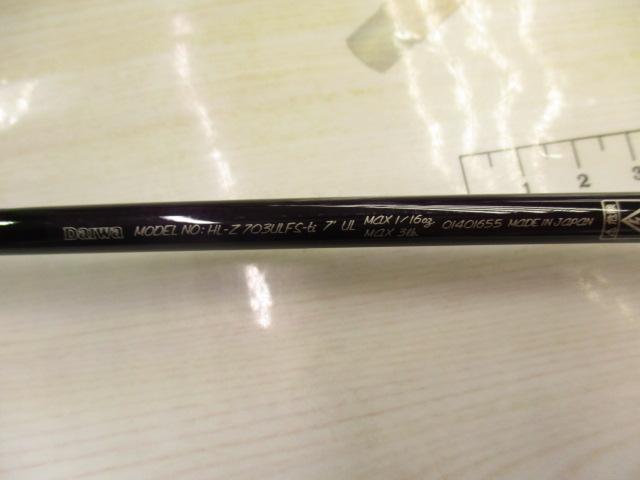 Daiwa MODEL NO: HL-Z 703ULFS-ts 7' UL MAX 1/16oz 01401655 MADE IN JAPAN
MAX 3lb
1 2 3